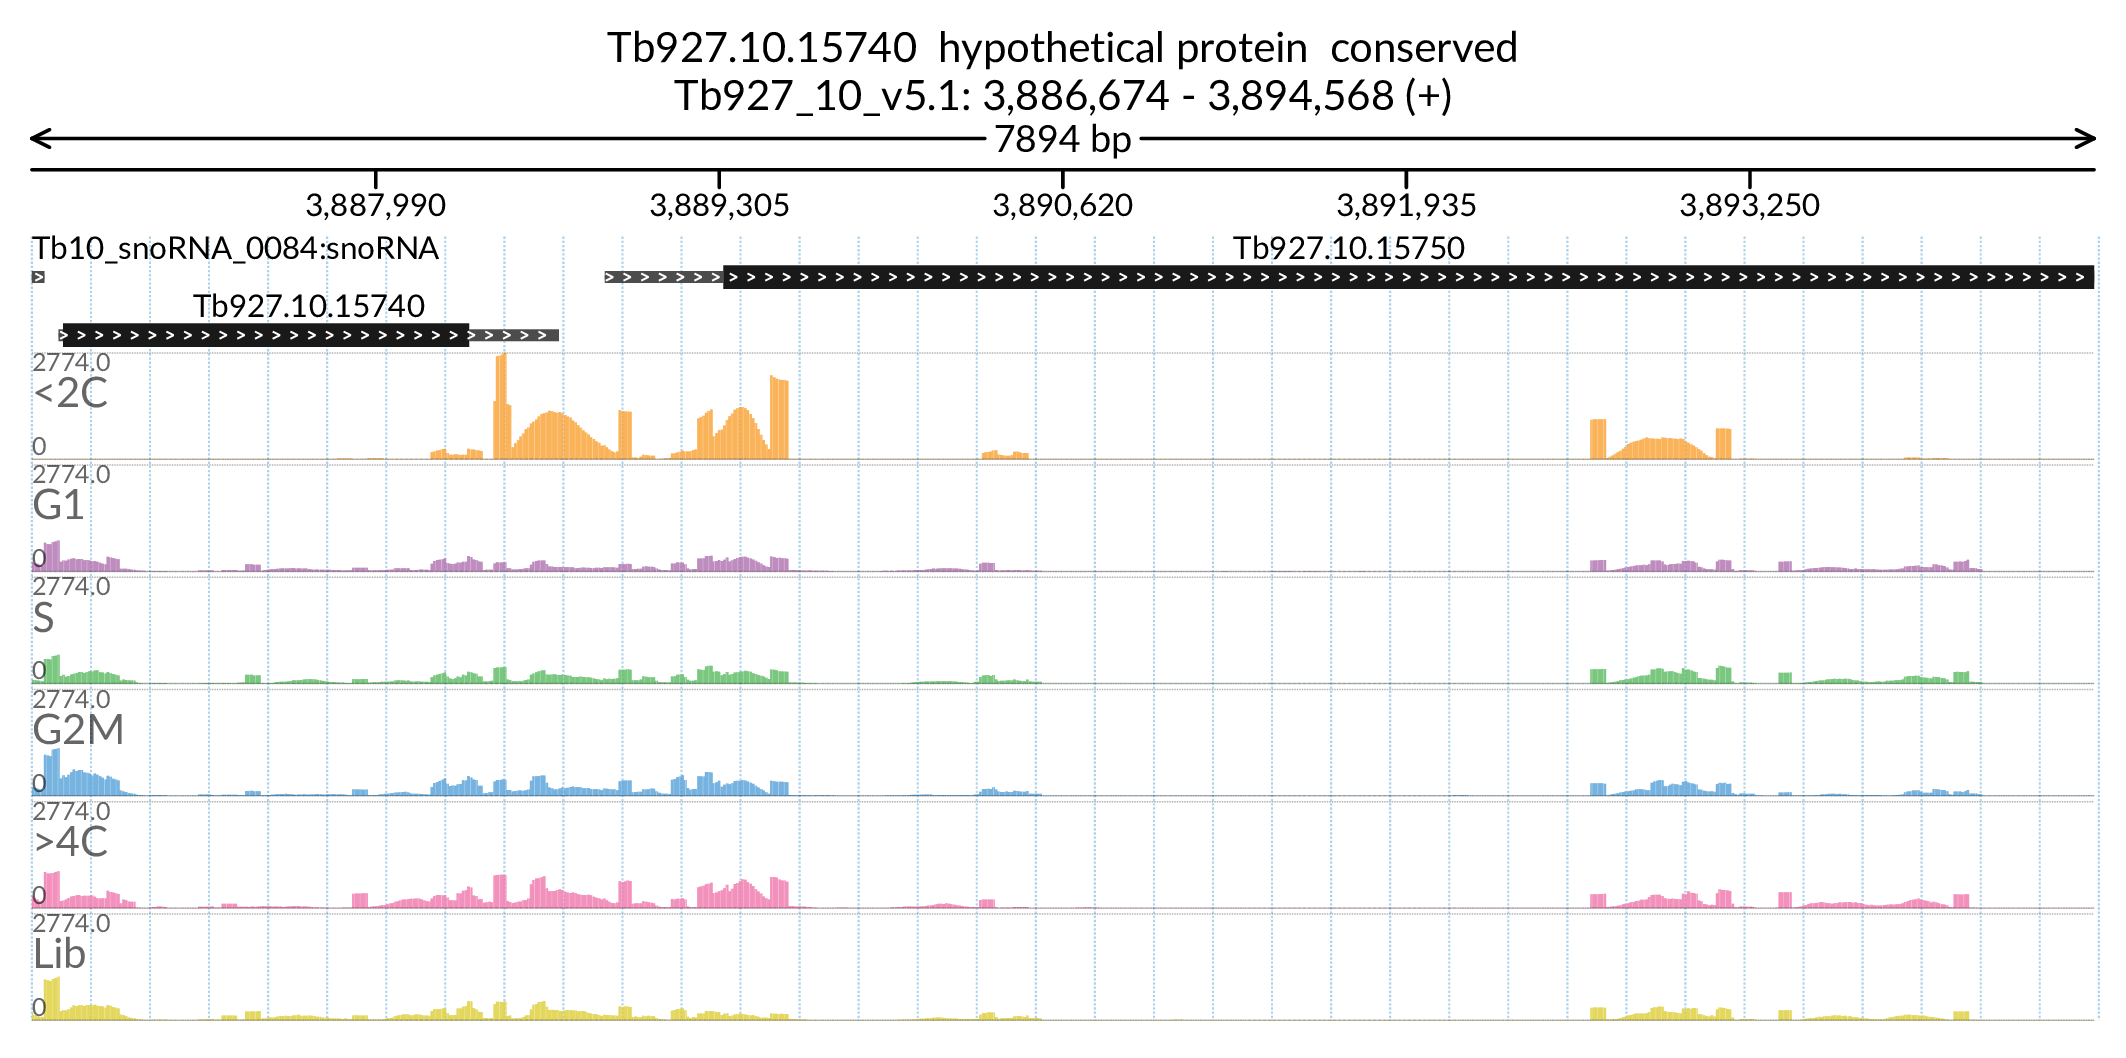 Tb927.10.15740 hypothetical protein conserved
Tb927_10_v5.1: 3,886,674 - 3,894,568 (+)
7894 bp
3,887,990 3,889,305 3,890,620 3,891,935 3,893,250
Tb10_snoRNA_0084:snoRNA Tb927.10.15750
Tb927.10.15740
2774.0
<2C
0
2774.0
G1
0
2774.0
S
0
2774.0
G2M
0
2774.0
>4C
0
2774.0
Lib
0